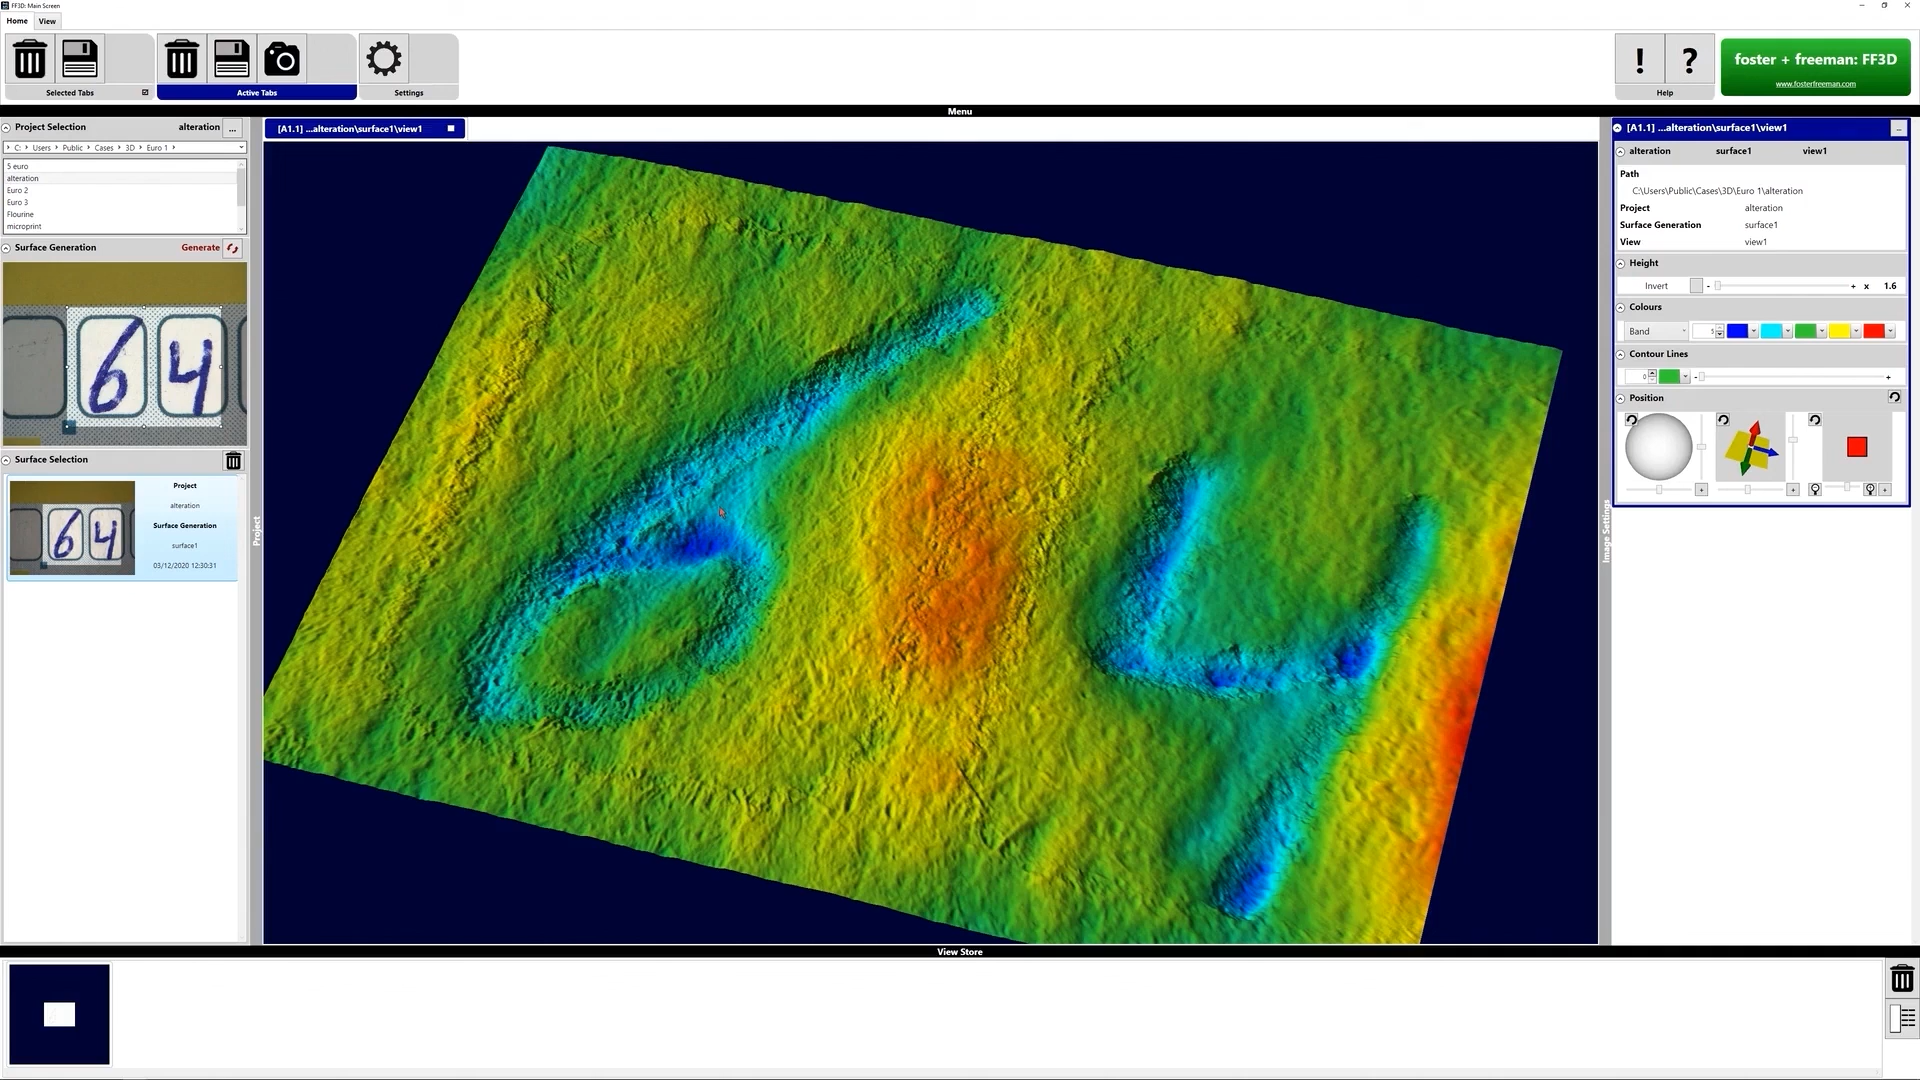 FF3D: Main Screen
Home View
Selected Tabs
Active Tabs
Settings
! ?
Help
foster + freeman: FF3D
www.fosterfreeman.com
Menu
Project Selection alteration ...
C: Users Public Cases 3D Euro 1
5 euro
alteration
Euro 2
Euro 3
Flourine
microprint
Surface Generation Generate
64
Surface Selection
64
Project
alteration
Surface Generation
surface1
03/12/2020 12:30:31
Project
[A1.1] ...alteration\surface1\view1
64
Image Settings
[A1.1] ...alteration\surface1\view1 ...
alteration surface1 view1
Path
C:\Users\Public\Cases\3D\Euro 1\alteration
Project alteration
Surface Generation surface1
View view1
Height
Invert - + x 1.6
Colours
Band 5
Contour Lines
0 - +
Position
View Store